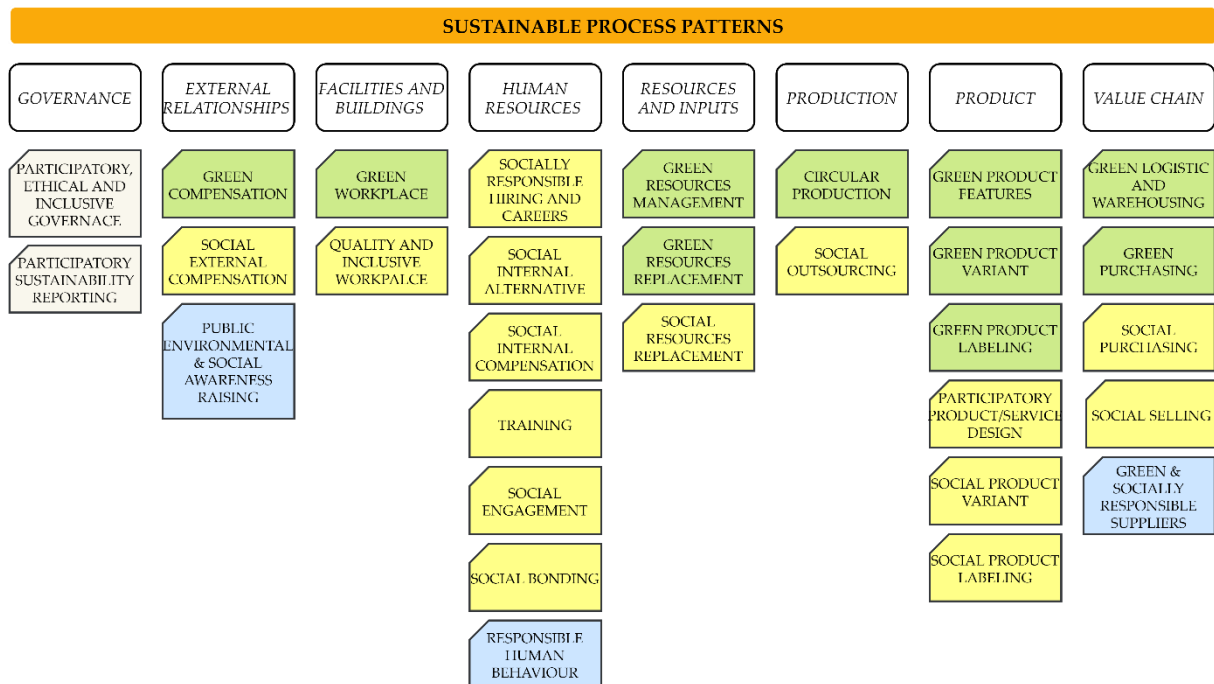 SUSTAINABLE PROCESS PATTERNS
GOVERNANCE
EXTERNAL
RELATIONSHIPS
FACILITIES AND
BUILDINGS
HUMAN
RESOURCES
RESOURCES
AND INPUTS
PRODUCTION
PRODUCT
VALUE CHAIN
PARTICIPATORY,
ETHICAL AND
INCLUSIVE
GOVERNACE
PARTICIPATORY
SUSTAINABILITY
REPORTING
GREEN
COMPENSATION
SOCIAL
EXTERNAL
COMPENSATION
PUBLIC
ENVIRONMENTAL
& SOCIAL
AWARENESS
RAISING
GREEN
WORKPLACE
QUALITY AND
INCLUSIVE
WORKPALCE
SOCIALLY
RESPONSIBLE
HIRING AND
CAREERS
SOCIAL
INTERNAL
ALTERNATIVE
SOCIAL
INTERNAL
COMPENSATION
TRAINING
SOCIAL
ENGAGEMENT
SOCIAL BONDING
RESPONSIBLE
HUMAN
BEHAVIOUR
GREEN
RESOURCES
MANAGEMENT
GREEN
RESOURCES
REPLACEMENT
SOCIAL
RESOURCES
REPLACEMENT
CIRCULAR
PRODUCTION
SOCIAL
OUTSOURCING
GREEN PRODUCT
FEATURES
GREEN PRODUCT
VARIANT
GREEN PRODUCT
LABELING
PARTICIPATORY
PRODUCT/SERVICE
DESIGN
SOCIAL PRODUCT
VARIANT
SOCIAL PRODUCT
LABELING
GREEN LOGISTIC
AND
WAREHOUSING
GREEN
PURCHASING
SOCIAL
PURCHASING
SOCIAL SELLING
GREEN &
SOCIALLY
RESPONSIBLE
SUPPLIERS